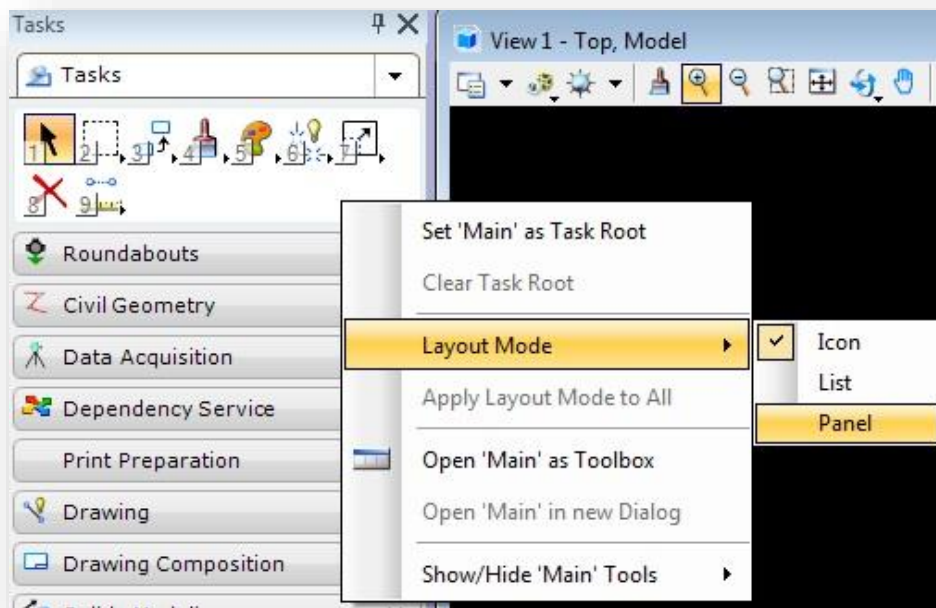 Tasks
View 1 - Top, Model
Tasks
1 2 3 4 5 6 7
8 9
Roundabouts
Civil Geometry
Data Acquisition
Dependency Service
Print Preparation
Drawing
Drawing Composition
Set 'Main' as Task Root
Clear Task Root
Layout Mode
Apply Layout Mode to All
Open 'Main' as Toolbox
Open 'Main' in new Dialog
Show/Hide 'Main' Tools
Icon
List
Panel